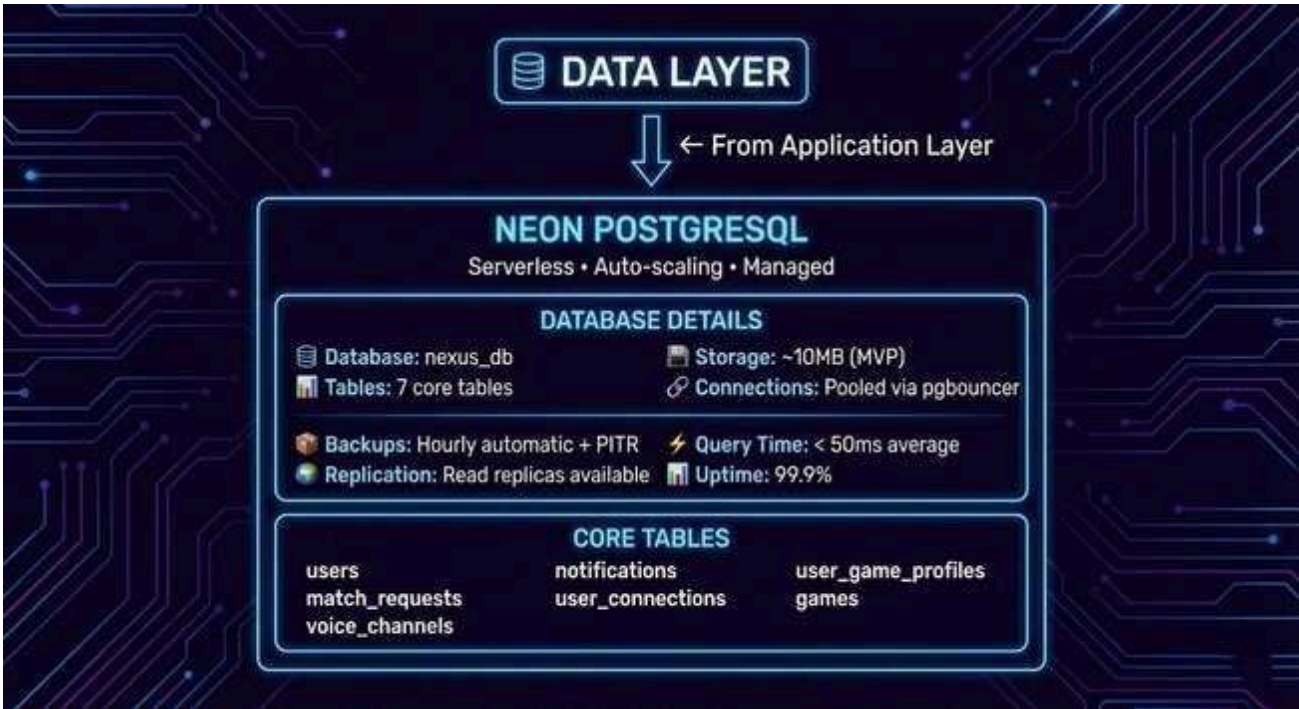 DATA LAYER
← From Application Layer
NEON POSTGRESQL
Serverless • Auto-scaling • Managed
DATABASE DETAILS
Database: nexus_db
Storage: ~10MB (MVP)
Tables: 7 core tables
Connections: Pooled via pgbouncer
Backups: Hourly automatic + PITR
Query Time: < 50ms average
Replication: Read replicas available
Uptime: 99.9%
CORE TABLES
users notifications user_game_profiles
match_requests user_connections games
voice_channels